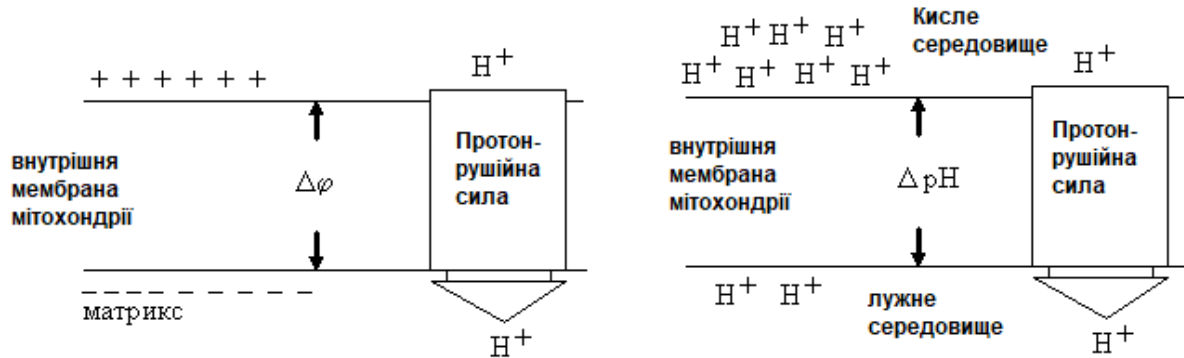 + + + + + +
H⁺
внутрішня
мембрана
мітохондрії
Δφ
Протон-
рушійна
сила
– – – – – – – – – –
матрикс
H⁺
H⁺ H⁺ H⁺
H⁺ H⁺ H⁺ H⁺
Кисле
середовище
H⁺
внутрішня
мембрана
мітохондрії
ΔpH
Протон-
рушійна
сила
H⁺ H⁺
лужне
середовище
H⁺